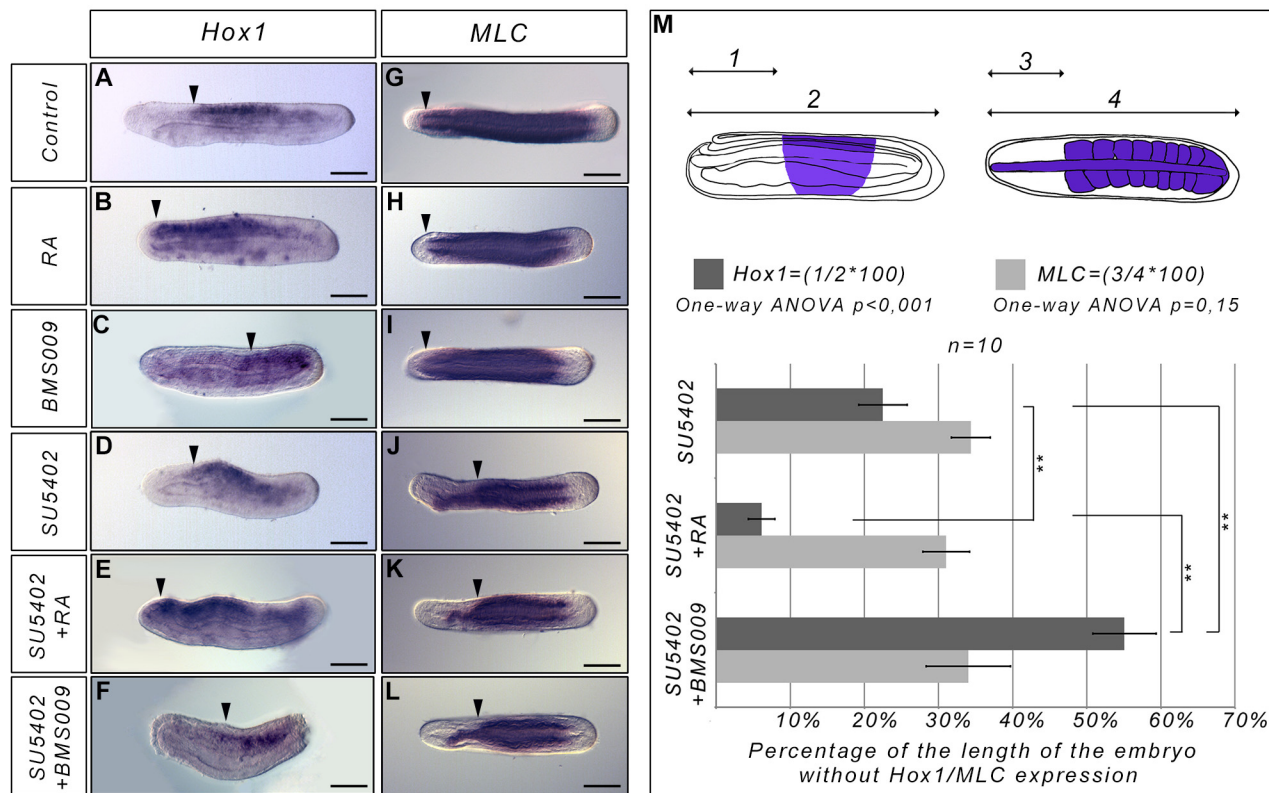 Hox1
MLC
Control
RA
BMS009
SU5402
SU5402
+RA
SU5402
+BMS009
A
G
B
H
C
I
D
J
E
K
F
L
M
1
2
3
4
Hox1=(1/2*100)
One-way ANOVA p<0,001
MLC=(3/4*100)
One-way ANOVA p=0,15
n=10
SU5402
SU5402
+RA
SU5402
+BMS009
**
**
**
10% 20% 30% 40% 50% 60% 70%
Percentage of the length of the embryo
without Hox1/MLC expression